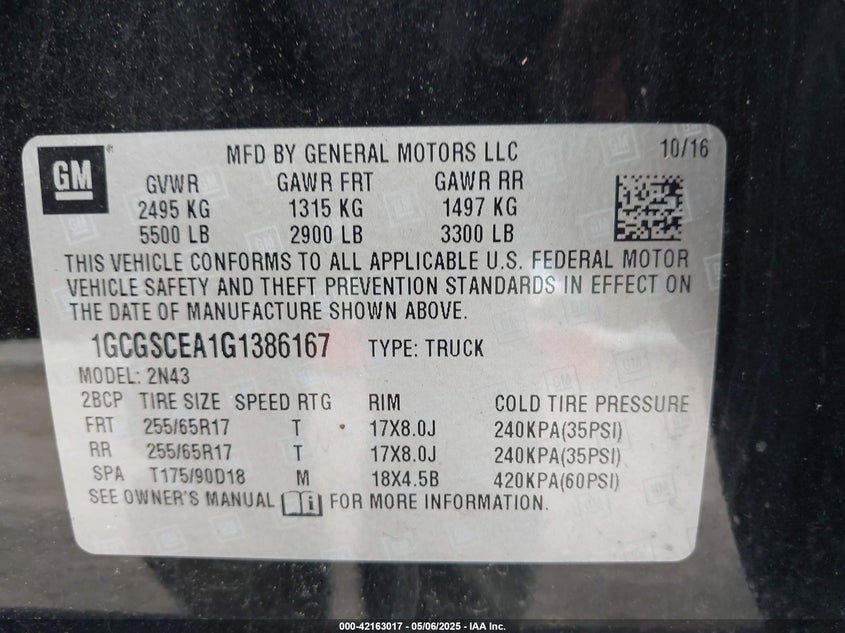 GM
MFD BY GENERAL MOTORS LLC 10/16
GVWR GAWR FRT GAWR RR
2495 KG 1315 KG 1497 KG
5500 LB 2900 LB 3300 LB
THIS VEHICLE CONFORMS TO ALL APPLICABLE U.S. FEDERAL MOTOR
VEHICLE SAFETY AND THEFT PREVENTION STANDARDS IN EFFECT ON
THE DATE OF MANUFACTURE SHOWN ABOVE.
1GCGSCEA1G1386167 TYPE: TRUCK
MODEL: 2N43
2BCP TIRE SIZE SPEED RTG RIM COLD TIRE PRESSURE
FRT 255/65R17 T 17X8.0J 240KPA(35PSI)
RR 255/65R17 T 17X8.0J 240KPA(35PSI)
SPA T175/90D18 M 18X4.5B 420KPA(60PSI)
SEE OWNER'S MANUAL i FOR MORE INFORMATION.
000-42163017 - 05/06/2025 - IAA Inc.